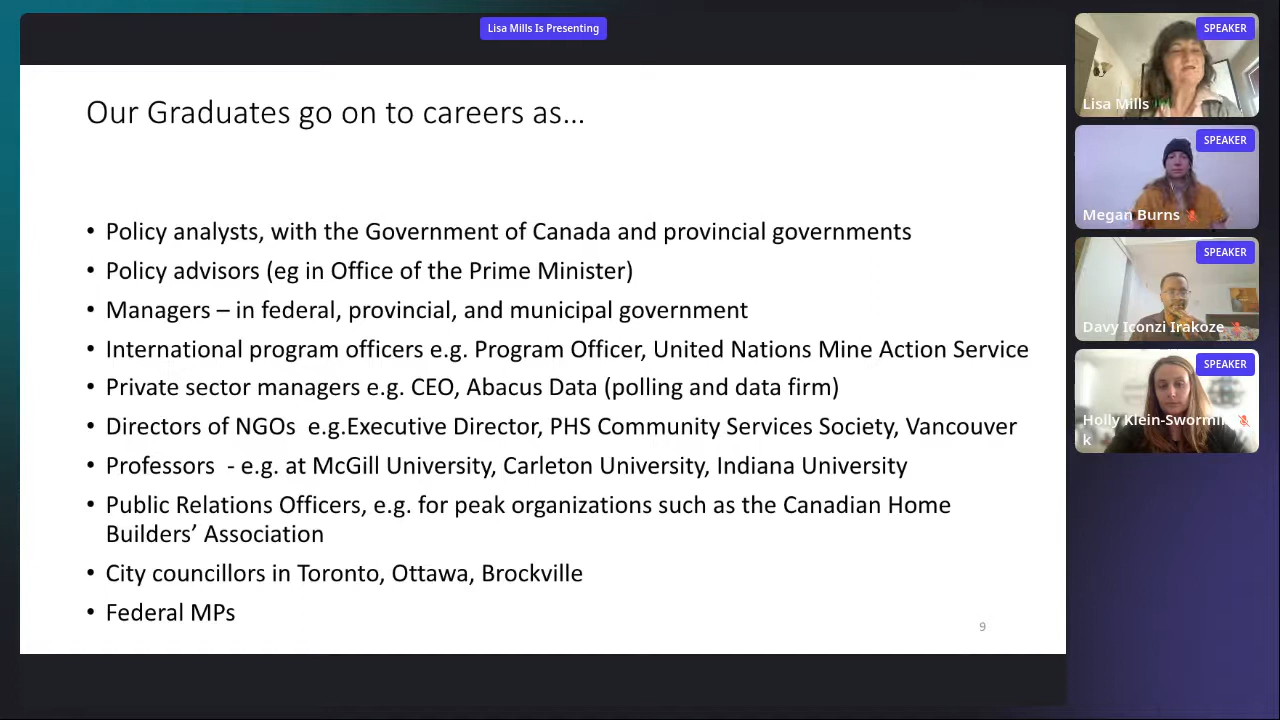 Lisa Mills Is Presenting
Our Graduates go on to careers as...
• Policy analysts, with the Government of Canada and provincial governments
• Policy advisors (eg in Office of the Prime Minister)
• Managers – in federal, provincial, and municipal government
• International program officers e.g. Program Officer, United Nations Mine Action Service
• Private sector managers e.g. CEO, Abacus Data (polling and data firm)
• Directors of NGOs  e.g.Executive Director, PHS Community Services Society, Vancouver
• Professors  - e.g. at McGill University, Carleton University, Indiana University
• Public Relations Officers, e.g. for peak organizations such as the Canadian Home
Builders’ Association
• City councillors in Toronto, Ottawa, Brockville
• Federal MPs
9
SPEAKER
Lisa Mills
SPEAKER
Megan Burns
SPEAKER
Davy Iconzi Irakoze
SPEAKER
Holly Klein-Swormin
k